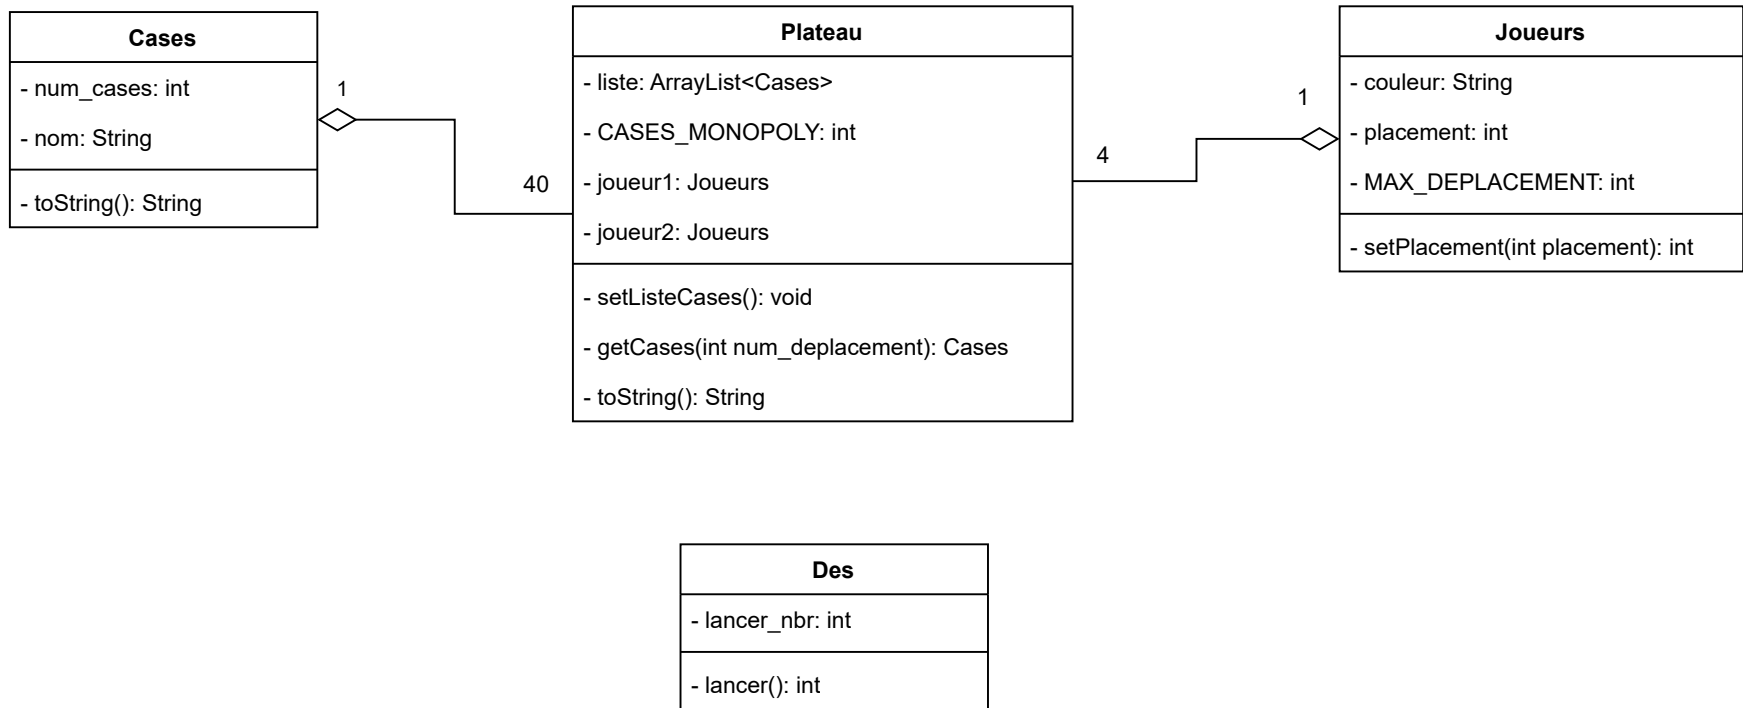 Cases
- num_cases: int
- nom: String
- toString(): String
1
40
Plateau
- liste: ArrayList<Cases>
- CASES_MONOPOLY: int
- joueur1: Joueurs
- joueur2: Joueurs
- setListeCases(): void
- getCases(int num_deplacement): Cases
- toString(): String
4
1
Joueurs
- couleur: String
- placement: int
- MAX_DEPLACEMENT: int
- setPlacement(int placement): int
Des
- lancer_nbr: int
- lancer(): int